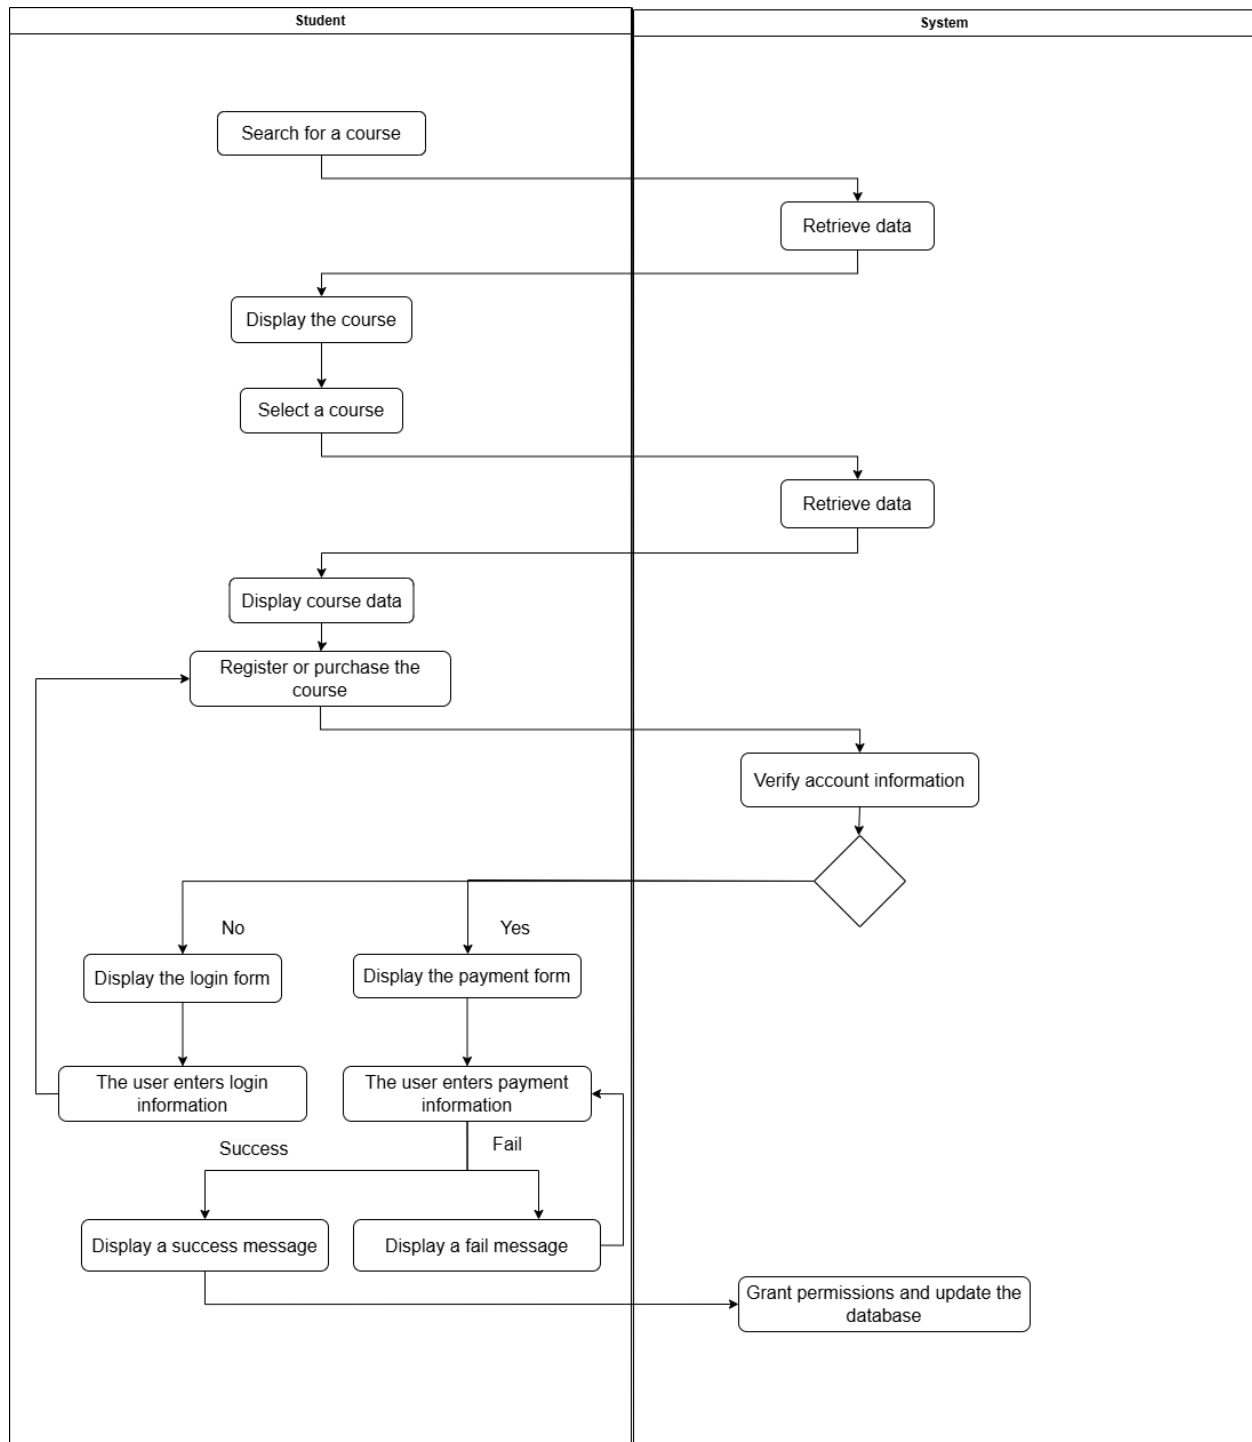 Student
System
Search for a course
Retrieve data
Display the course
Select a course
Retrieve data
Display course data
Register or purchase the
course
Verify account information
No
Yes
Display the login form
Display the payment form
The user enters login
information
The user enters payment
information
Success
Fail
Display a success message
Display a fail message
Grant permissions and update the
database